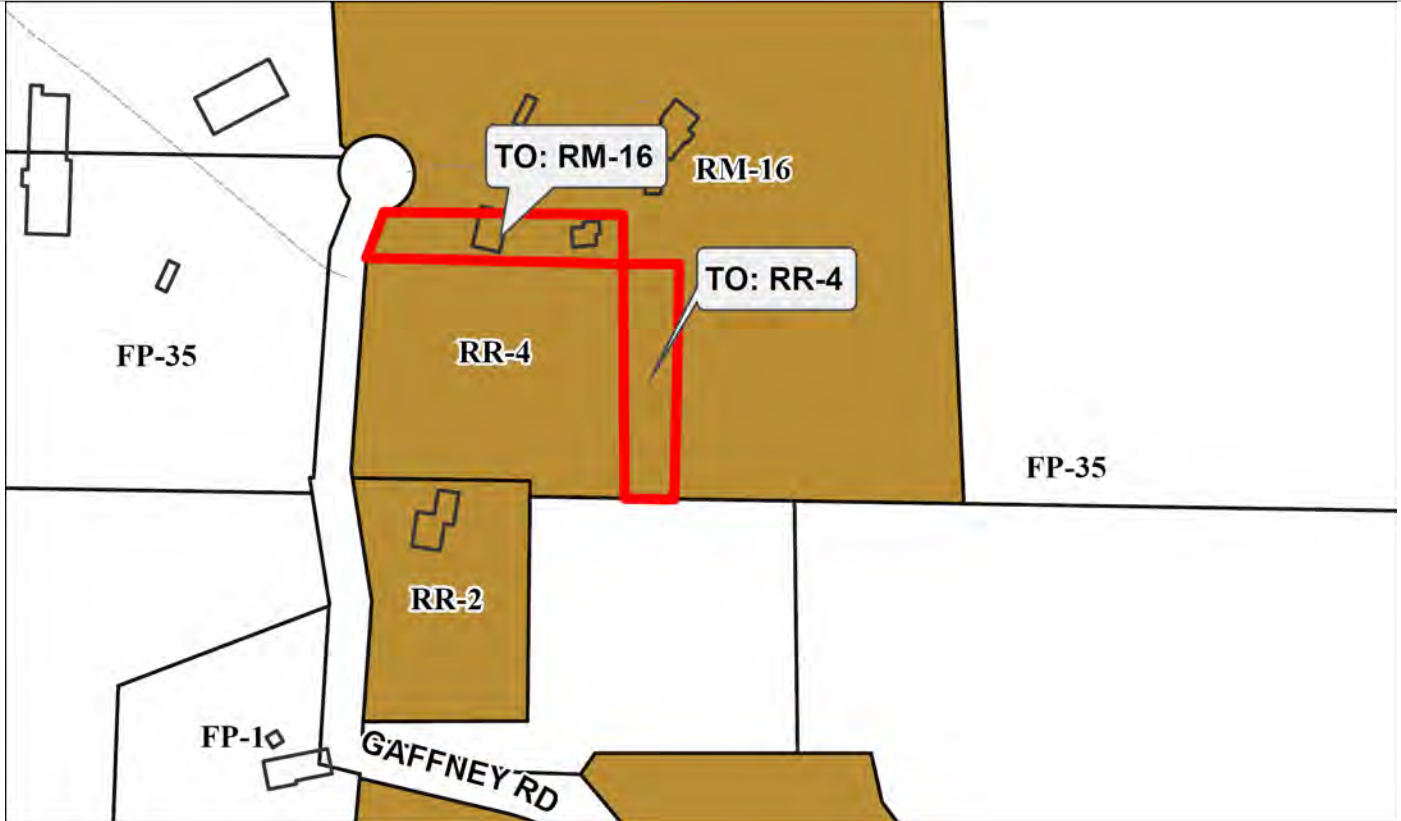 TO: RM-16
RM-16
TO: RR-4
FP-35
RR-4
FP-35
RR-2
FP-1
GAFFNEY RD